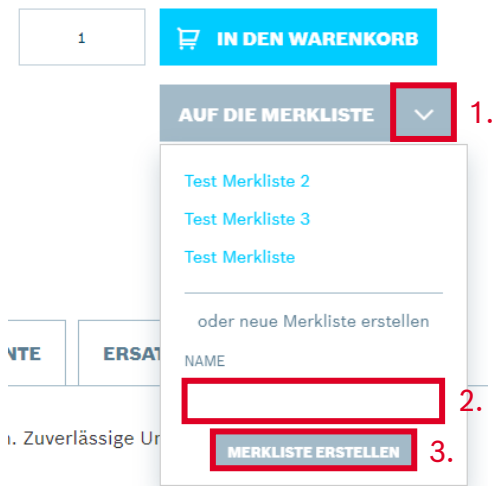 1
IN DEN WARENKORB
AUF DIE MERKLISTE
1.
Test Merkliste 2
Test Merkliste 3
Test Merkliste
oder neue Merkliste erstellen
NTE
ERSAT
NAME
2.
. Zuverlässige Ur
MERKLISTE ERSTELLEN
3.